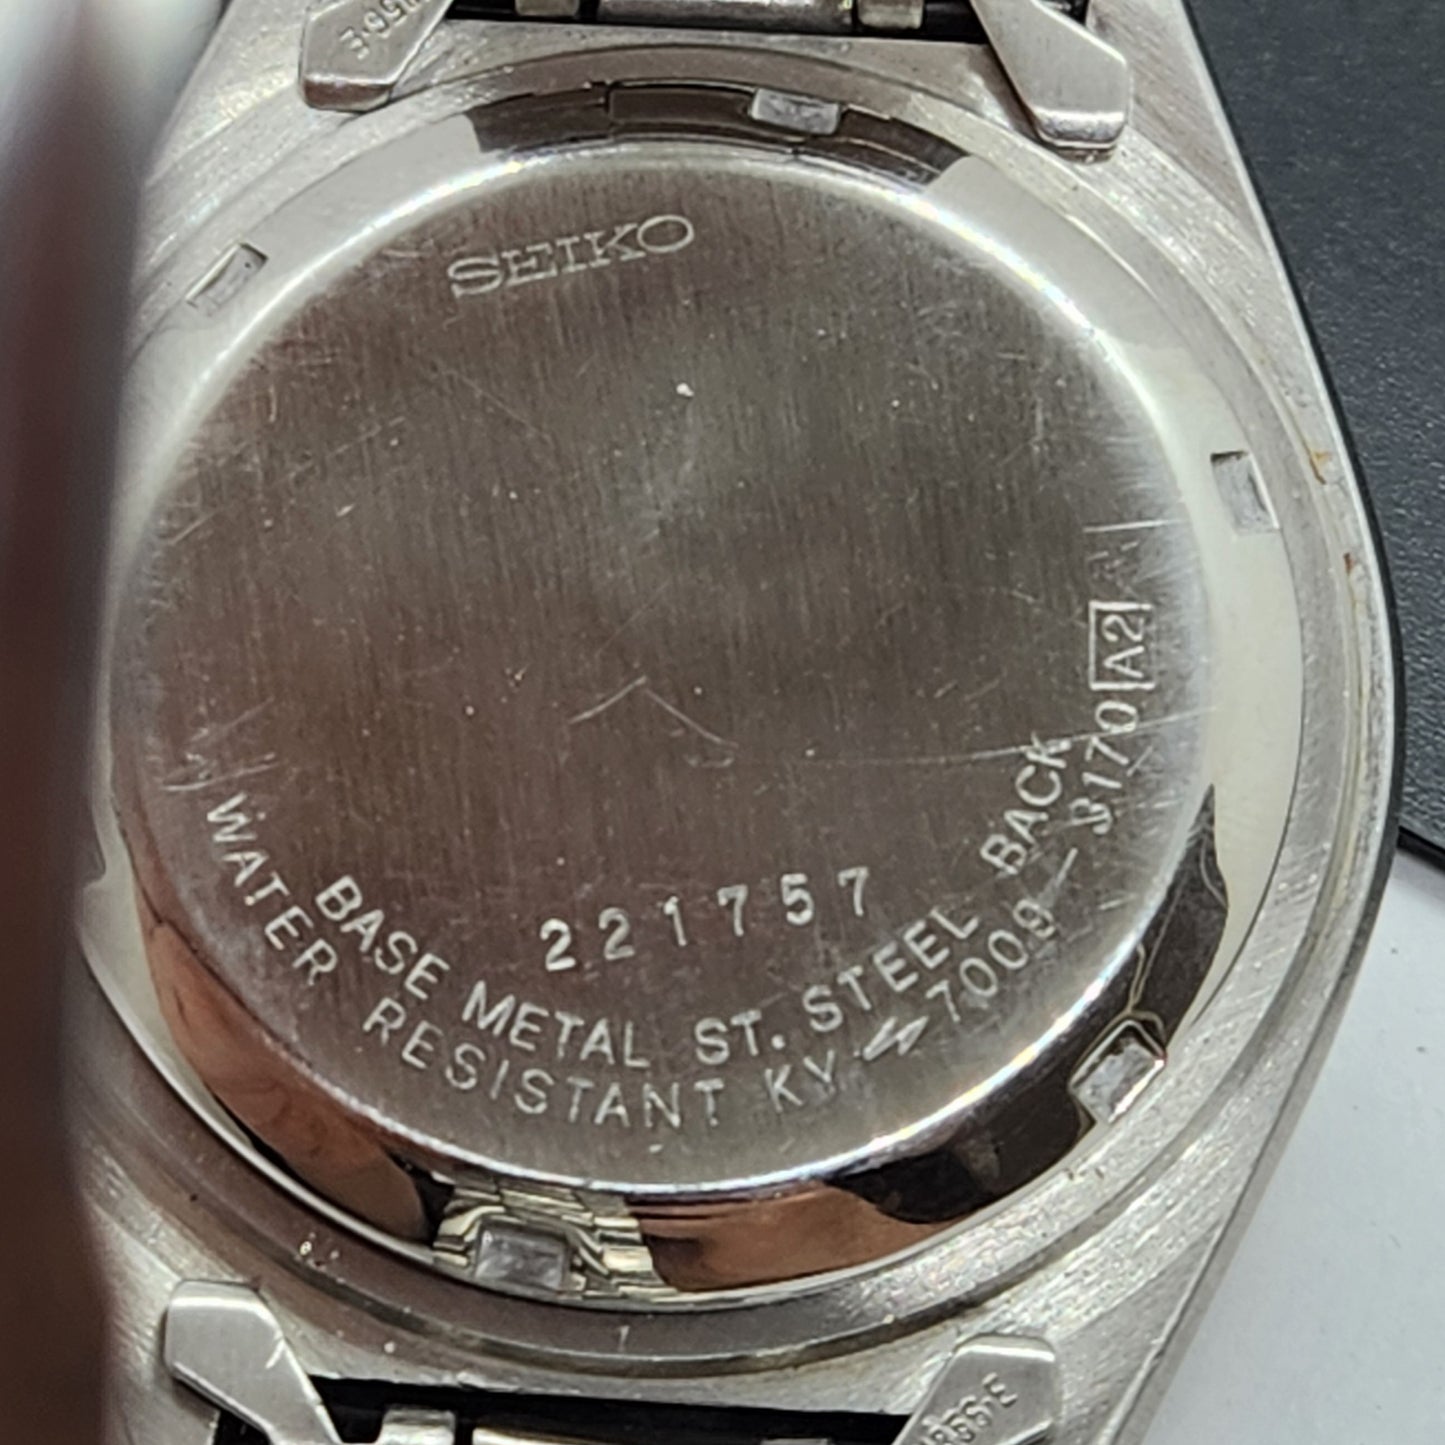 SEIKO
221757
BASE METAL ST. STEEL BACK
WATER RESISTANT KY 7009-3170 A2